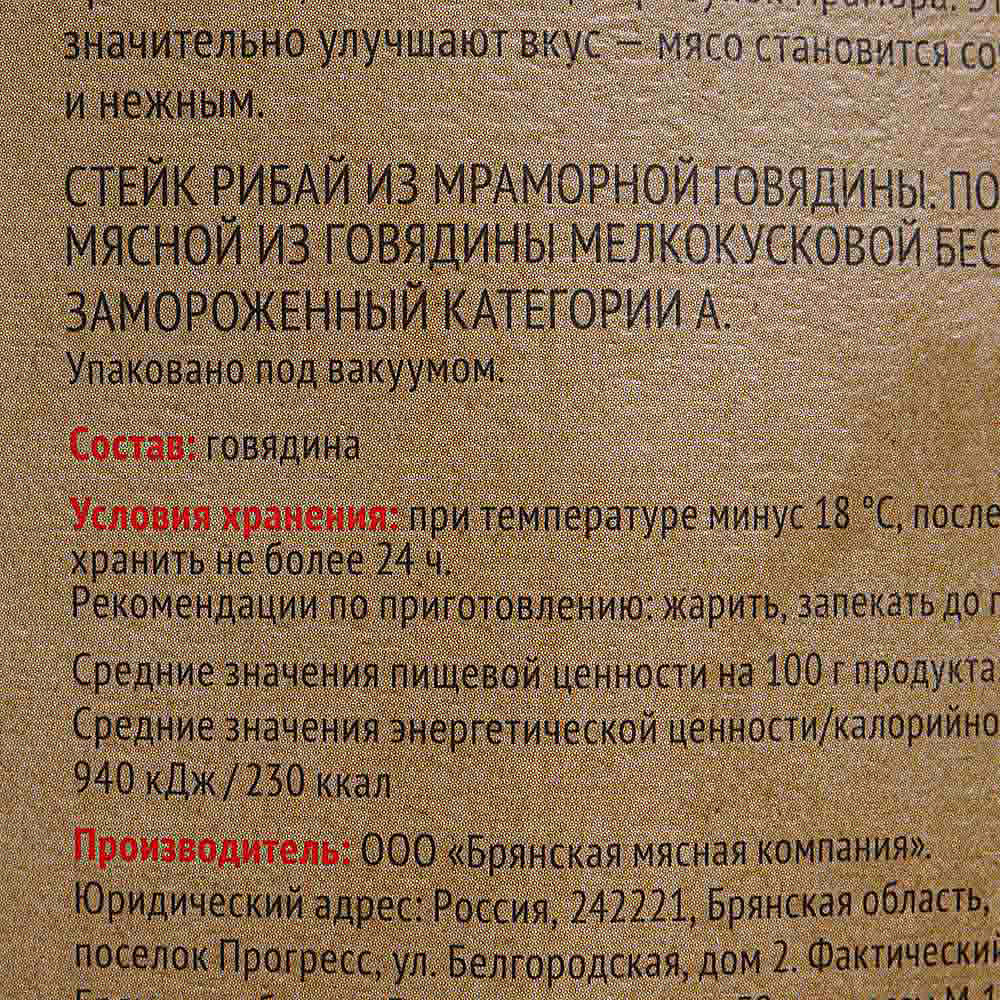 значительно улучшают вкус — мясо становится со
и нежным.
СТЕЙК РИБАЙ ИЗ МРАМОРНОЙ ГОВЯДИНЫ. ПО
МЯСНОЙ ИЗ ГОВЯДИНЫ МЕЛКОКУСКОВОЙ БЕС
ЗАМОРОЖЕННЫЙ КАТЕГОРИИ А.
Упаковано под вакуумом.
Состав: говядина
Условия хранения: при температуре минус 18 °C, после
хранить не более 24 ч.
Рекомендации по приготовлению: жарить, запекать до г
Средние значения пищевой ценности на 100 г продукта
Средние значения энергетической ценности/калорийно
940 кДж / 230 ккал
Производитель: ООО «Брянская мясная компания».
Юридический адрес: Россия, 242221, Брянская область,
поселок Прогресс, ул. Белгородская, дом 2. Фактический